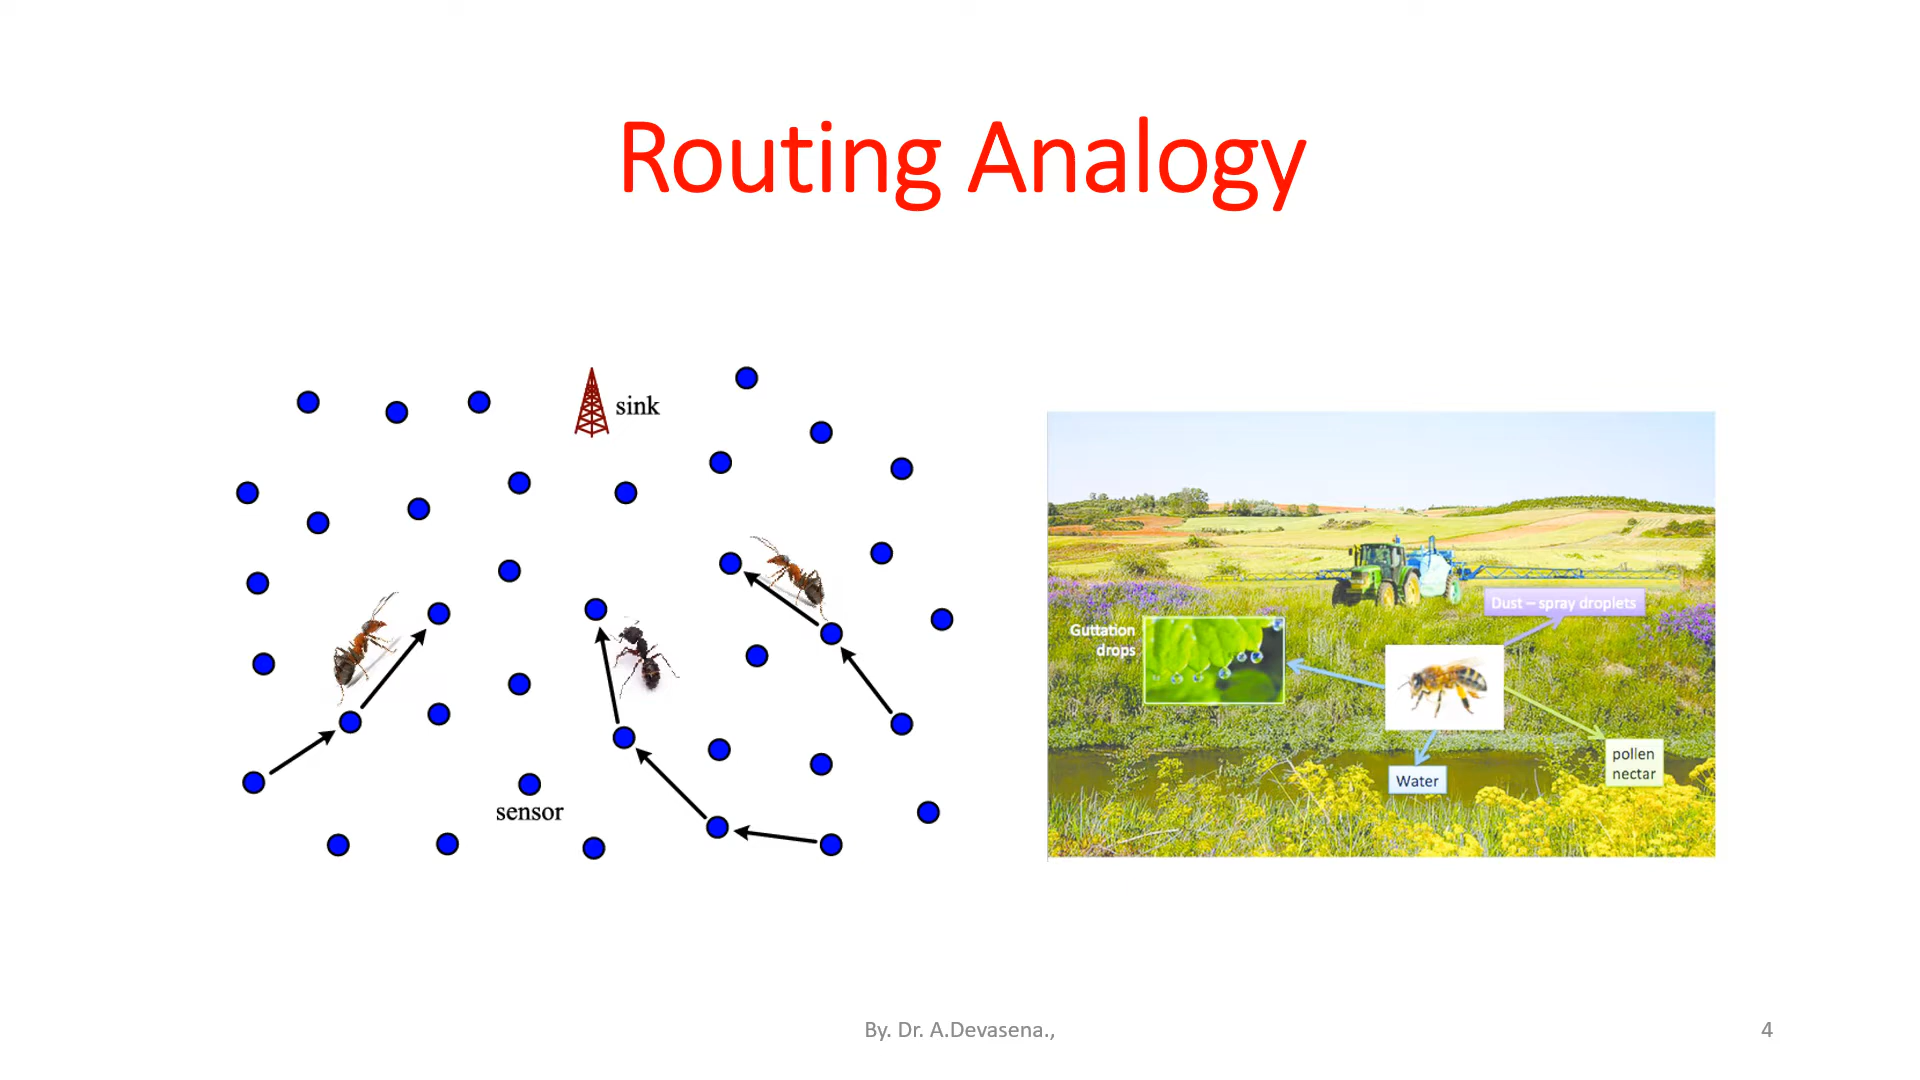 Routing Analogy
sink
sensor
Dust – spray droplets
Guttation
drops
pollen
nectar
Water
By. Dr. A.Devasena.,
4